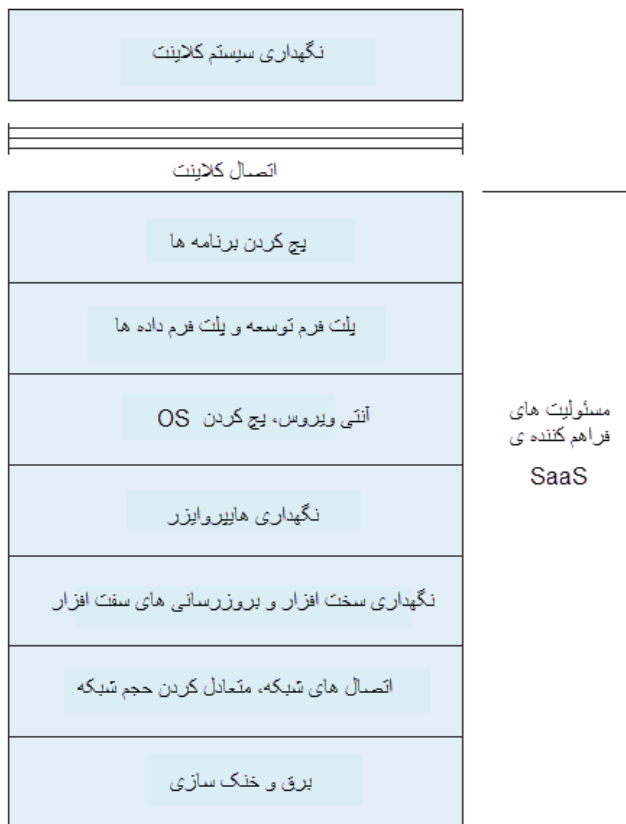 نگهداری سیستم کلاینت
اتصال کلاینت
پچ کردن برنامه ها
پلت فرم توسعه و پلت فرم داده ها
آنتی ویروس، پچ کردن OS
نگهداری هایپروایزر
نگهداری سخت افزار و بروزرسانی های سفت افزار
اتصال های شبکه، متعادل کردن حجم شبکه
برق و خنک سازی
مسئولیت های
فراهم کننده ی
SaaS